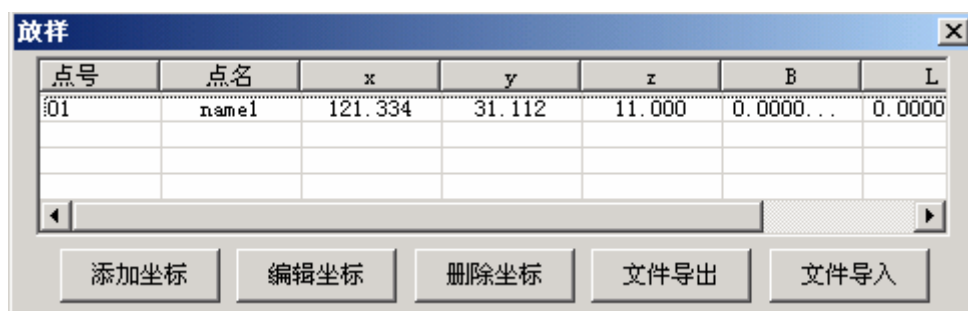 放样
点号 点名 x y z B L
01 name1 121.334 31.112 11.000 0.0000... 0.0000
添加坐标 编辑坐标 删除坐标 文件导出 文件导入